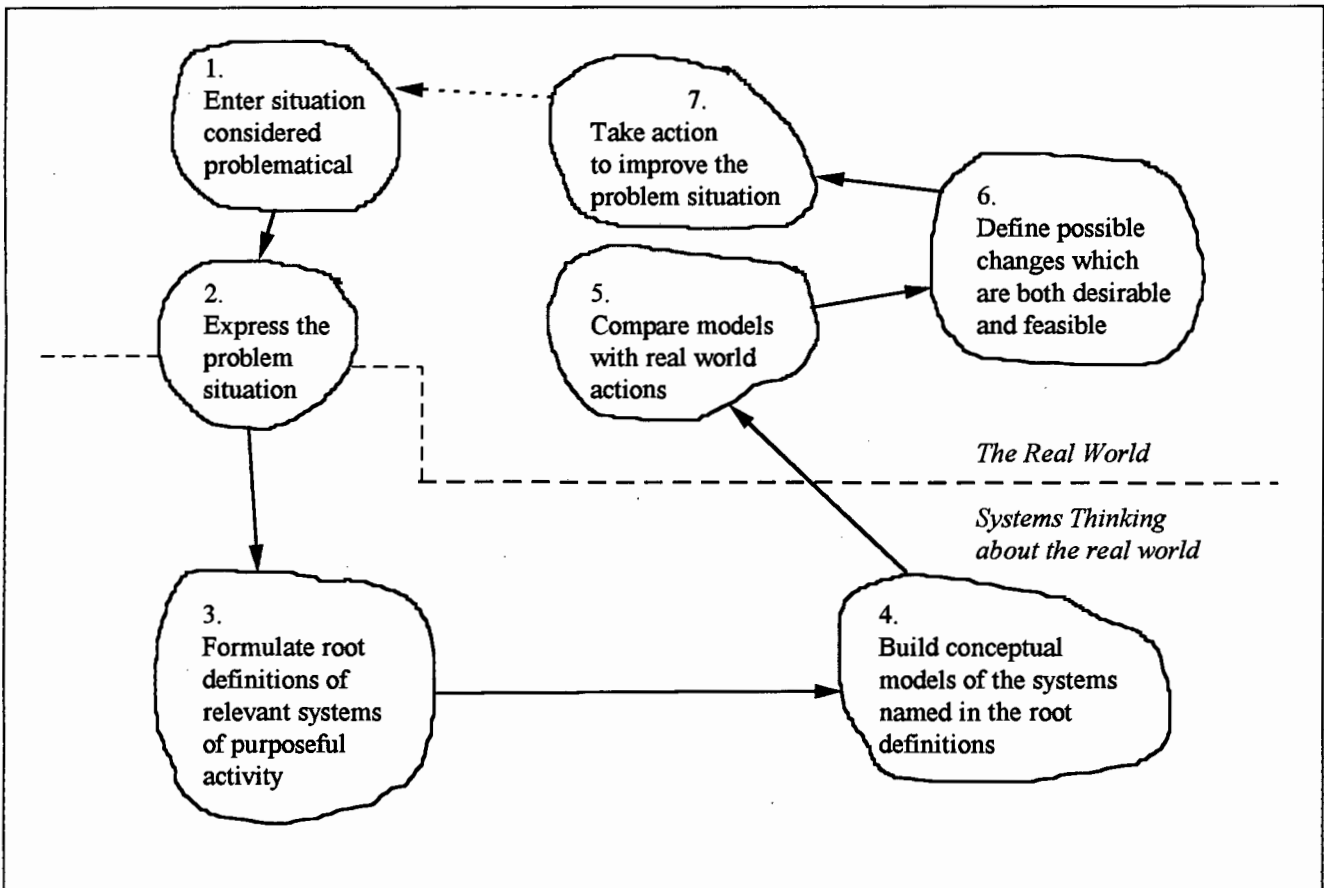 1.
Enter situation
considered
problematical
2.
Express the
problem
situation
3.
Formulate root
definitions of
relevant systems
of purposeful
activity
4.
Build conceptual
models of the systems
named in the root
definitions
5.
Compare models
with real world
actions
6.
Define possible
changes which
are both desirable
and feasible
7.
Take action
to improve the
problem situation
The Real World
Systems Thinking
about the real world